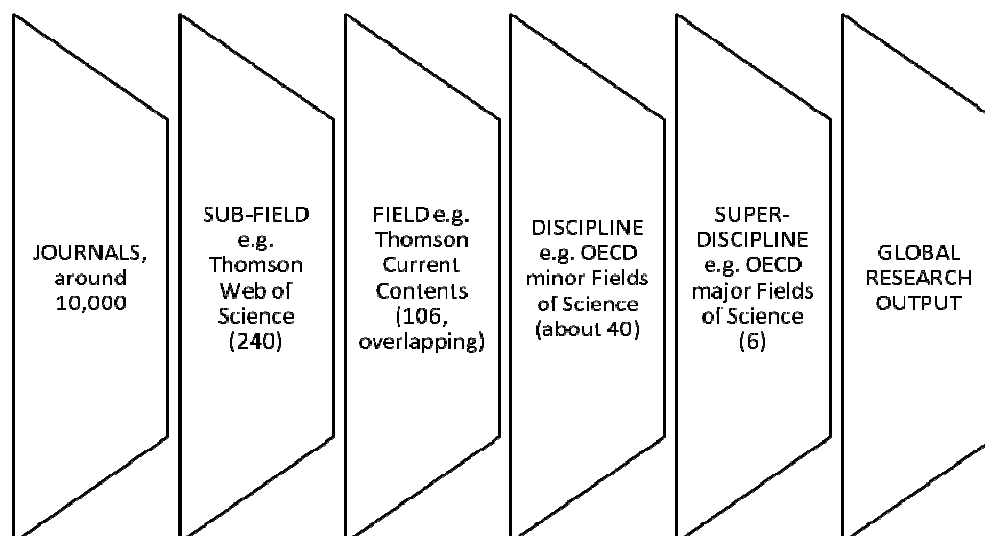 JOURNALS,
around
10,000
SUB-FIELD
e.g.
Thomson
Web of
Science
(240)
FIELD e.g.
Thomson
Current
Contents
(106,
overlapping)
DISCIPLINE
e.g. OECD
minor Fields
of Science
(about 40)
SUPER-
DISCIPLINE
e.g. OECD
major Fields
of Science
(6)
GLOBAL
RESEARCH
OUTPUT